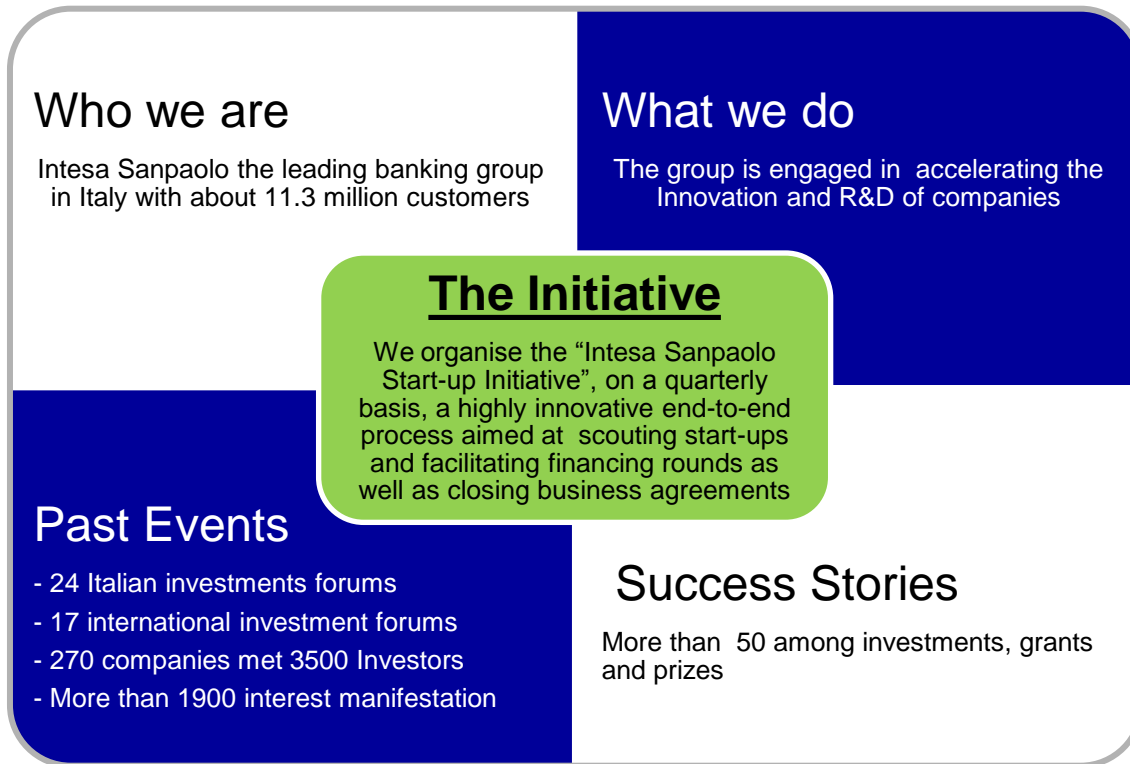 Who we are
Intesa Sanpaolo the leading banking group
in Italy with about 11.3 million customers
What we do
The group is engaged in  accelerating the
Innovation and R&D of companies
The Initiative
We organise the “Intesa Sanpaolo
Start-up Initiative”, on a quarterly
basis, a highly innovative end-to-end
process aimed at  scouting start-ups
and facilitating financing rounds as
well as closing business agreements
Past Events
- 24 Italian investments forums
- 17 international investment forums
- 270 companies met 3500 Investors
- More than 1900 interest manifestation
Success Stories
More than  50 among investments, grants
and prizes